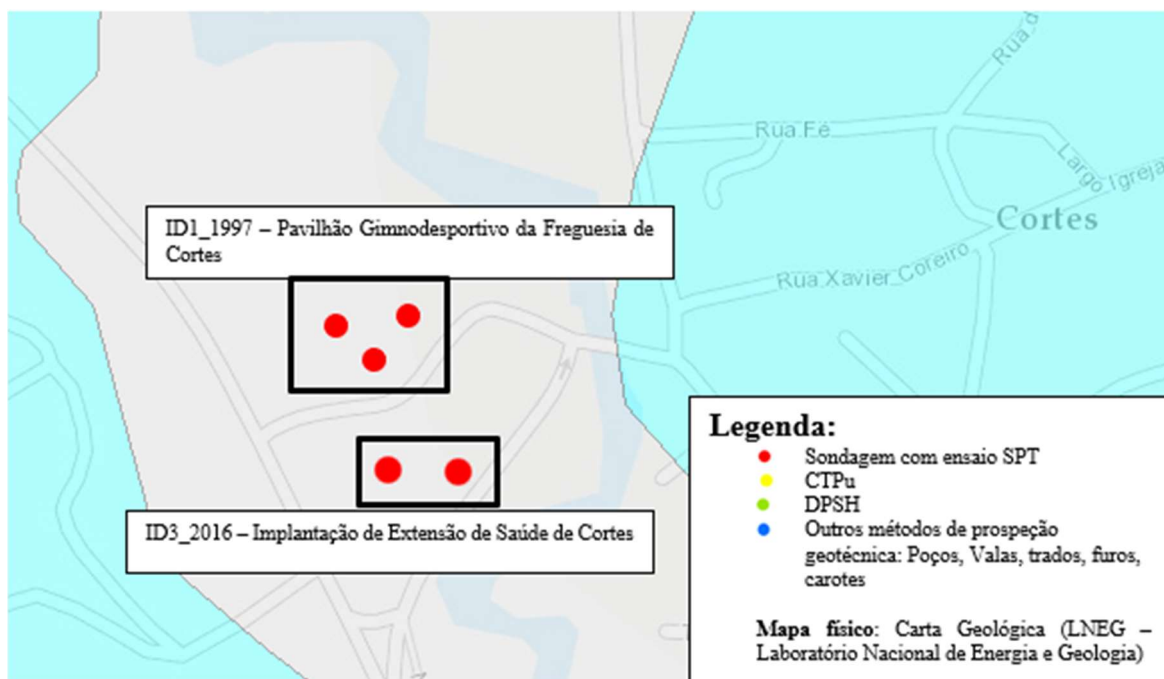 Rua d
Rua Fé
Largo Igreja
Cortes
Rua Xavier Coreiro
ID1_1997 – Pavilhão Gimnodesportivo da Freguesia de
Cortes
ID3_2016 – Implantação de Extensão de Saúde de Cortes
Legenda:
Sondagem com ensaio SPT
CTPu
DPSH
Outros métodos de prospeção
geotécnica: Poços, Valas, trados, furos,
carotes
Mapa físico: Carta Geológica (LNEG –
Laboratório Nacional de Energia e Geologia)